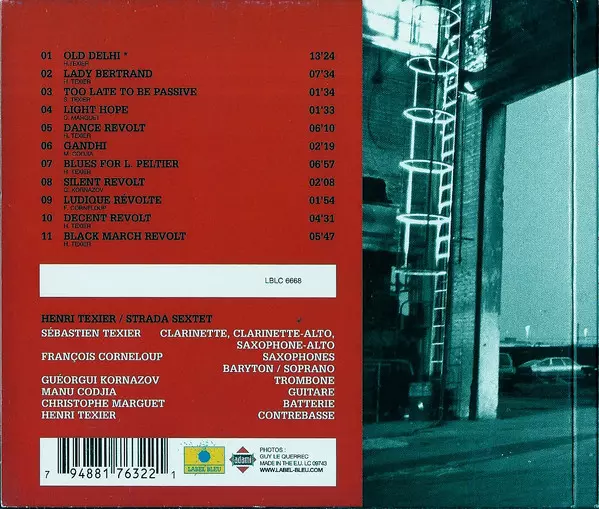 01 OLD DELHI * 13'24
H.TEXIER
02 LADY BERTRAND 07'34
H. TEXIER
03 TOO LATE TO BE PASSIVE 01'34
S. TEXIER
04 LIGHT HOPE 01'33
C. MARGUET
05 DANCE REVOLT 06'10
H. TEXIER
06 GANDHI 02'19
M. CODJIA
07 BLUES FOR L. PELTIER 06'57
H. TEXIER
08 SILENT REVOLT 02'08
G. KORNAZOV
09 LUDIQUE RÉVOLTE 01'54
F. CORNELOUP
10 DECENT REVOLT 04'31
H. TEXIER
11 BLACK MARCH REVOLT 05'47
H. TEXIER
LBLC 6668
HENRI TEXIER / STRADA SEXTET
SÉBASTIEN TEXIER CLARINETTE, CLARINETTE-ALTO,
SAXOPHONE-ALTO
FRANÇOIS CORNELOUP SAXOPHONES
BARYTON / SOPRANO
GUÉORGUI KORNAZOV TROMBONE
MANU CODJIA GUITARE
CHRISTOPHE MARGUET BATTERIE
HENRI TEXIER CONTREBASSE
7 94881 76322 1
LABEL BLEU
adami
PHOTOS :
GUY LE QUERREC
MADE IN THE E.U. LC 09743
WWW.LABEL-BLEU.COM